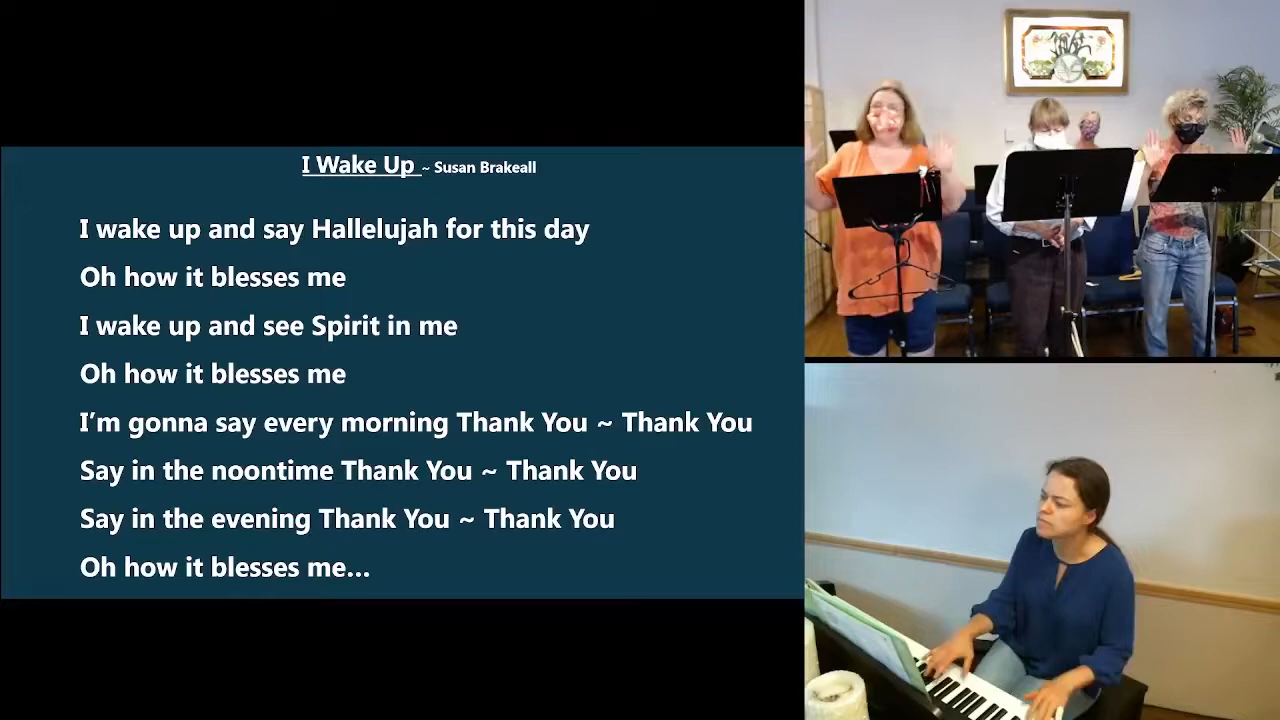 I Wake Up ~ Susan Brakeall
I wake up and say Hallelujah for this day
Oh how it blesses me
I wake up and see Spirit in me
Oh how it blesses me
I’m gonna say every morning Thank You ~ Thank You
Say in the noontime Thank You ~ Thank You
Say in the evening Thank You ~ Thank You
Oh how it blesses me…